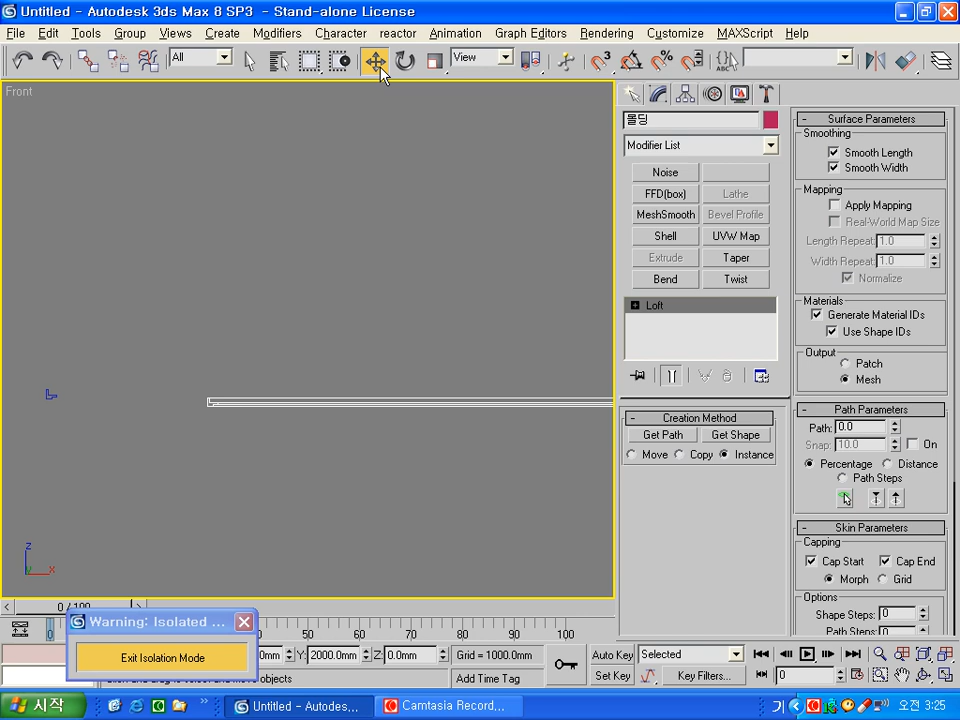 Untitled - Autodesk 3ds Max 8 SP3 - Stand-alone License
File Edit Tools Group Views Create Modifiers Character reactor Animation Graph Editors Rendering Customize MAXScript Help
All View
Front
몰딩
Modifier List
Noise
FFD(box) Lathe
MeshSmooth Bevel Profile
Shell UVW Map
Extrude Taper
Bend Twist
Loft
- Creation Method
Get Path Get Shape
Move Copy Instance
- Surface Parameters
Smoothing
Smooth Length
Smooth Width
Mapping
Apply Mapping
Real-World Map Size
Length Repeat: 1.0
Width Repeat: 1.0
Normalize
Materials
Generate Material IDs
Use Shape IDs
Output
Patch
Mesh
- Path Parameters
Path: 0.0
Snap: 10.0 On
Percentage Distance
Path Steps
- Skin Parameters
Capping
Cap Start Cap End
Morph Grid
Options
Shape Steps: 0
Path Steps: 0
z
y x
0 / 100
0 50 60 70 80 90 100
Warning: Isolated ...
Exit Isolation Mode
Y: 2000.0mm Z: 0.0mm Grid = 1000.0mm
objects Add Time Tag
Auto Key Selected
Set Key Key Filters... 0
시작 Untitled - Autodes... Camtasia Record... 가 오전 3:25